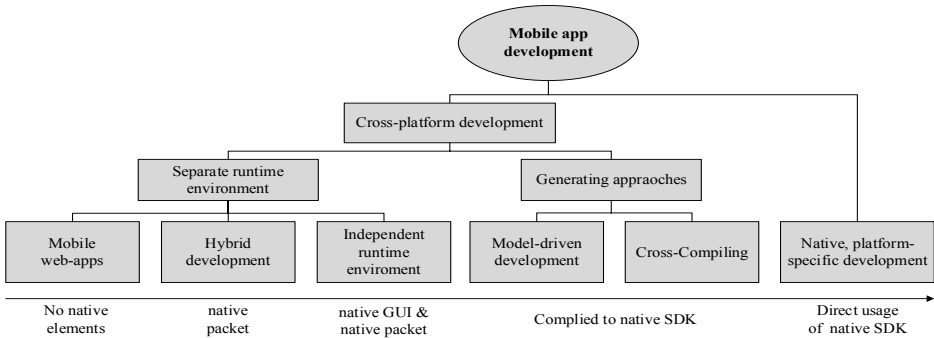 Mobile app
development
Cross-platform development
Separate runtime
environment
Generating appraoches
Mobile
web-apps
Hybrid
development
Independent
runtime
enviroment
Model-driven
development
Cross-Compiling
Native, platform-
specific development
No native
elements
native
packet
native GUI &
native packet
Complied to native SDK
Direct usage
of native SDK